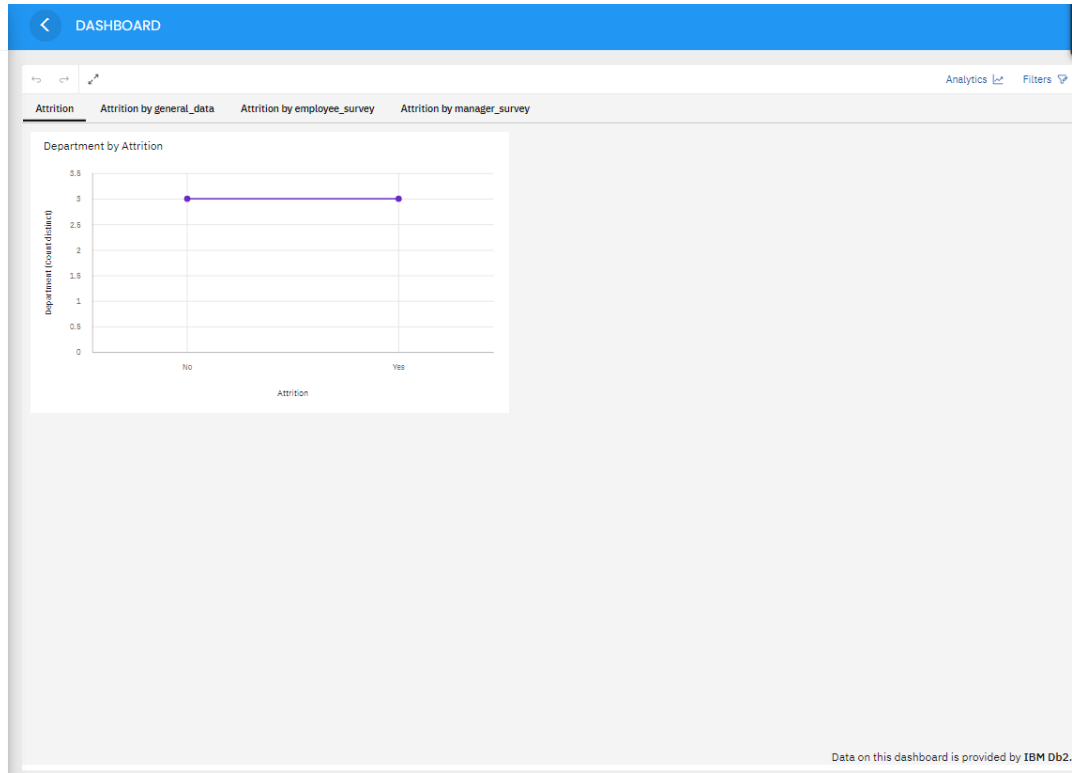 DASHBOARD
Analytics Filters
Attrition Attrition by general_data Attrition by employee_survey Attrition by manager_survey
Department by Attrition
3.5
3
2.5
2
1.5
1
0.5
0
Department (Count distinct)
No Yes
Attrition
Data on this dashboard is provided by IBM Db2.